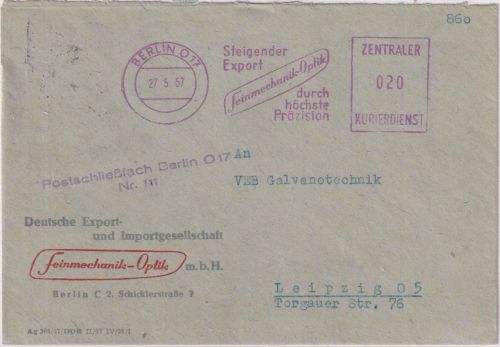 860
BERLIN O 17
27.5.57
Steigender
Export
Feinmechanik-Optik
durch
höchste
Präzision
ZENTRALER
020
KURIERDIENST
Postschließfach Berlin O 17
Nr. 111
An
VEB Galvanotechnik
Deutsche Export-
und Importgesellschaft
Feinmechanik-Optik m.b.H.
Berlin C 2, Schicklerstraße 7
Leipzig O 5
Torgauer Str. 76